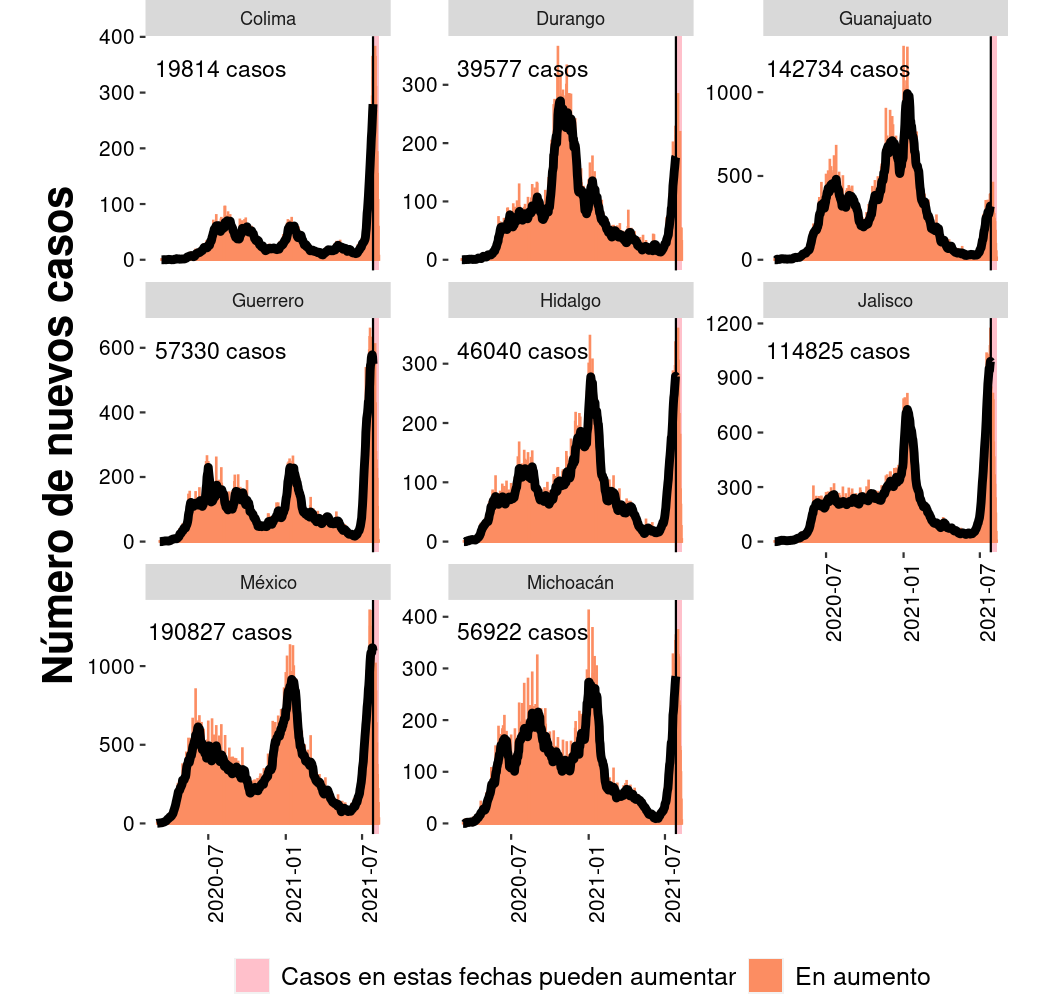 Número de nuevos casos
Colima
19814 casos
400
300
200
100
0
Durango
39577 casos
300
200
100
0
Guanajuato
142734 casos
1000
500
0
Guerrero
57330 casos
600
400
200
0
Hidalgo
46040 casos
300
200
100
0
Jalisco
114825 casos
1200
900
600
300
0
2020-07
2021-01
2021-07
México
190827 casos
1000
500
0
2020-07
2021-01
2021-07
Michoacán
56922 casos
400
300
200
100
0
2020-07
2021-01
2021-07
Casos en estas fechas pueden aumentar
En aumento